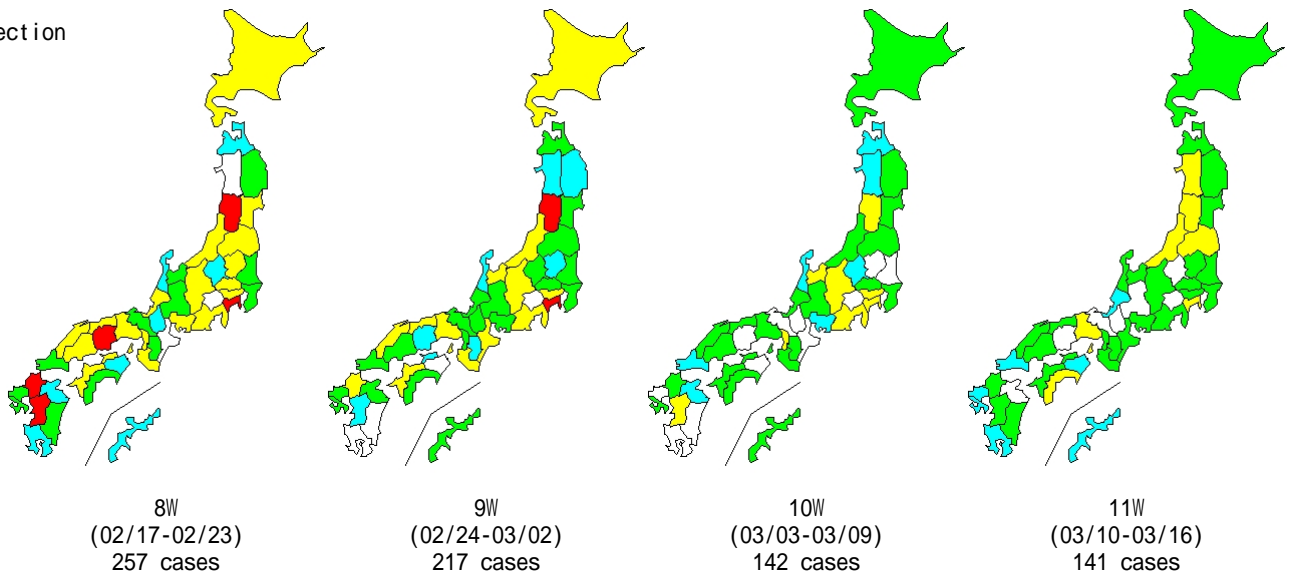 ection
8W
(02/17-02/23)
257 cases
9W
(02/24-03/02)
217 cases
10W
(03/03-03/09)
142 cases
11W
(03/10-03/16)
141 cases